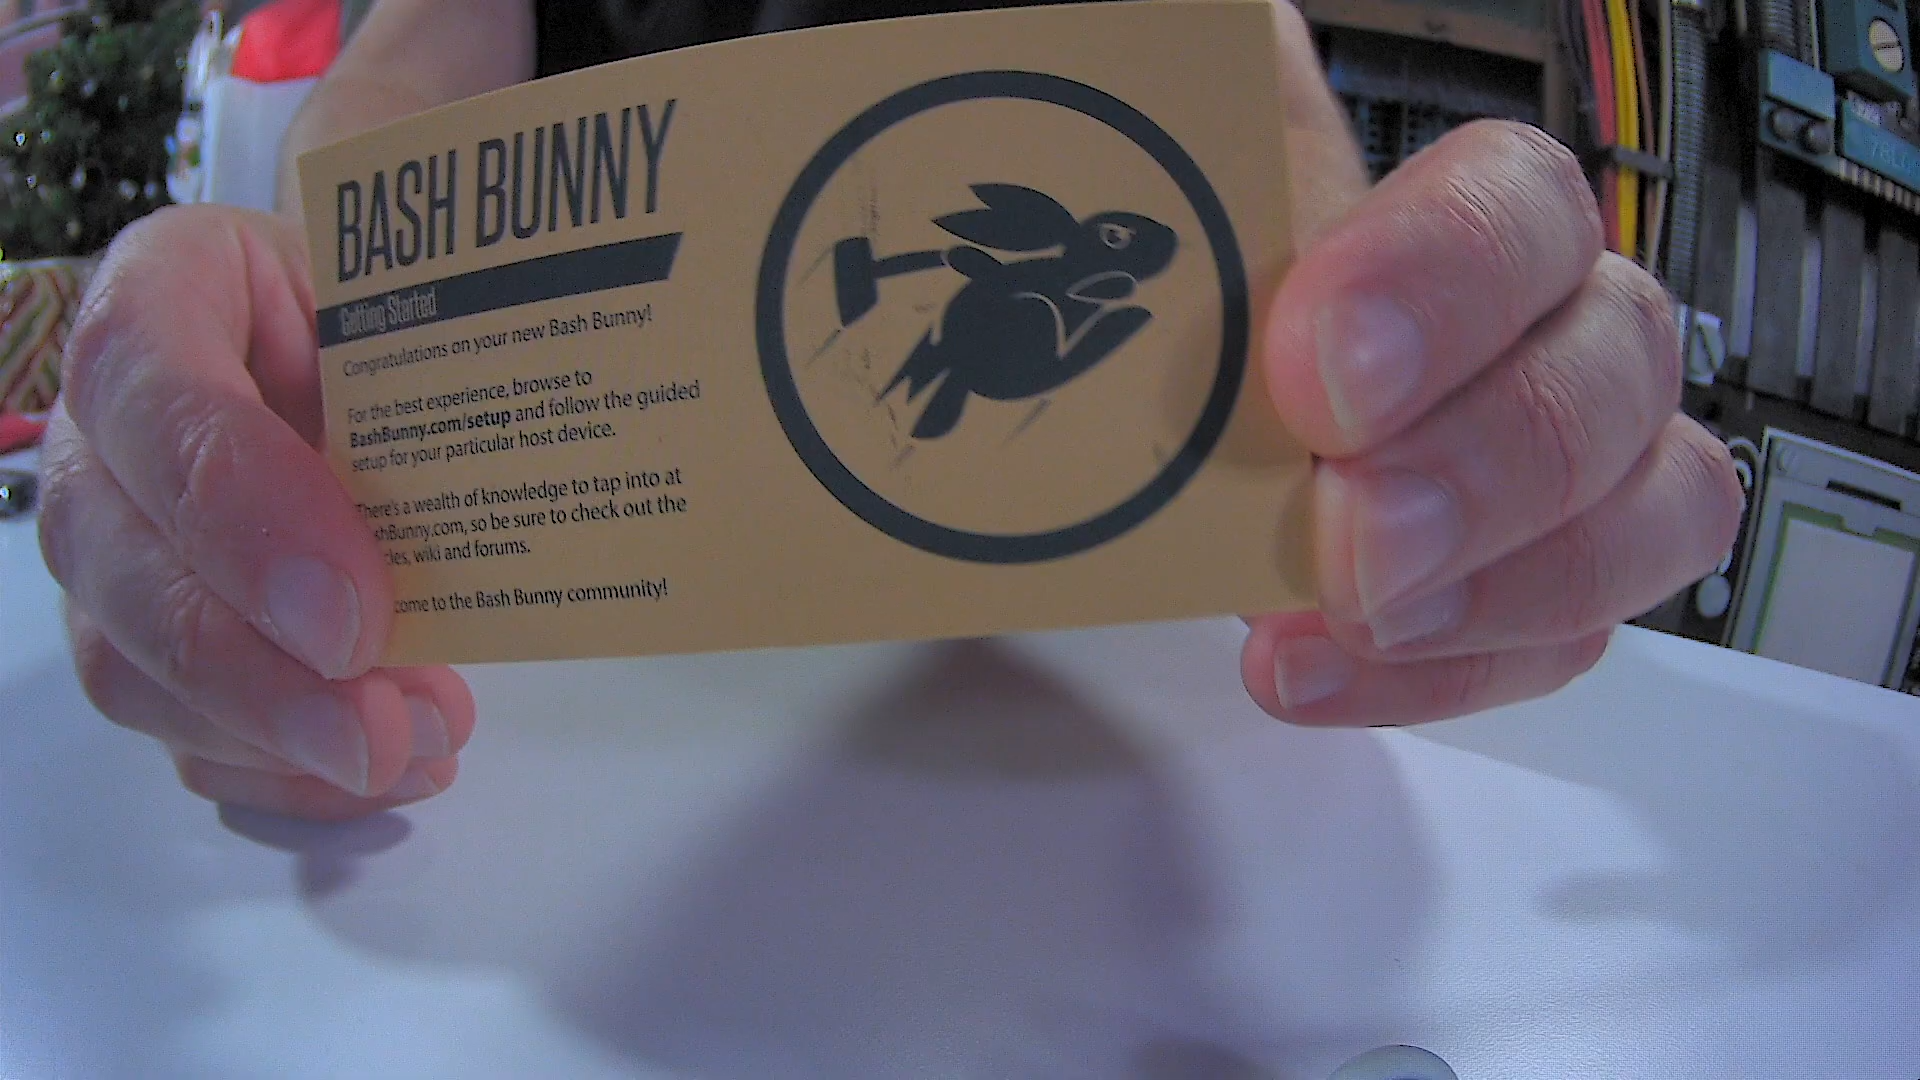 BASH BUNNY
Getting Started
Congratulations on your new Bash Bunny!
For the best experience, browse to
BashBunny.com/setup and follow the guided
setup for your particular host device.
There's a wealth of knowledge to tap into at
shBunny.com, so be sure to check out the
cles, wiki and forums.
come to the Bash Bunny community!